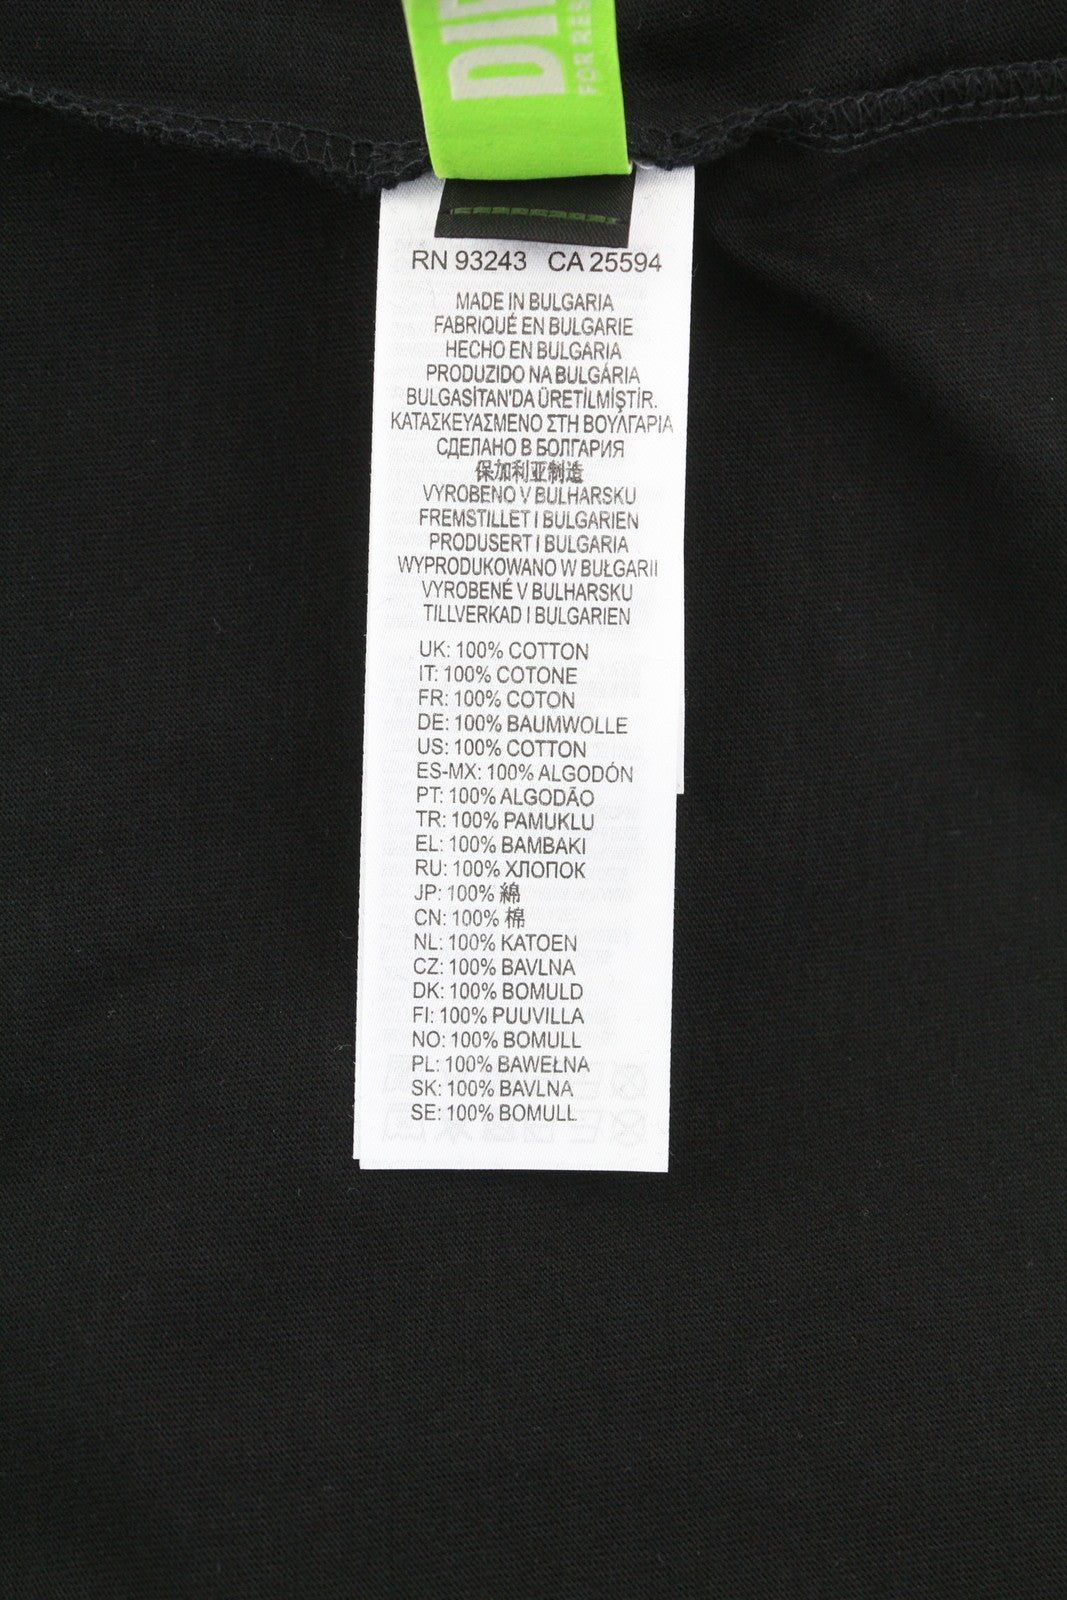 FOR RES
RN 93243 CA 25594
MADE IN BULGARIA
FABRIQUÉ EN BULGARIE
HECHO EN BULGARIA
PRODUZIDO NA BULGÁRIA
BULGASİTAN'DA ÜRETİLMİŞTİR.
ΚΑΤΑΣΚΕΥΑΣΜΕΝΟ ΣΤΗ ΒΟΥΛΓΑΡΙΑ
СДЕЛАНО В БОЛГАРИЯ
保加利亚制造
VYROBENO V BULHARSKU
FREMSTILLET I BULGARIEN
PRODUSERT I BULGARIA
WYPRODUKOWANO W BUŁGARII
VYROBENÉ V BULHARSKU
TILLVERKAD I BULGARIEN
UK: 100% COTTON
IT: 100% COTONE
FR: 100% COTON
DE: 100% BAUMWOLLE
US: 100% COTTON
ES-MX: 100% ALGODÓN
PT: 100% ALGODÃO
TR: 100% PAMUKLU
EL: 100% ΒΑΜΒΑΚΙ
RU: 100% ХЛОПОК
JP: 100% 綿
CN: 100% 棉
NL: 100% KATOEN
CZ: 100% BAVLNA
DK: 100% BOMULD
FI: 100% PUUVILLA
NO: 100% BOMULL
PL: 100% BAWEŁNA
SK: 100% BAVLNA
SE: 100% BOMULL